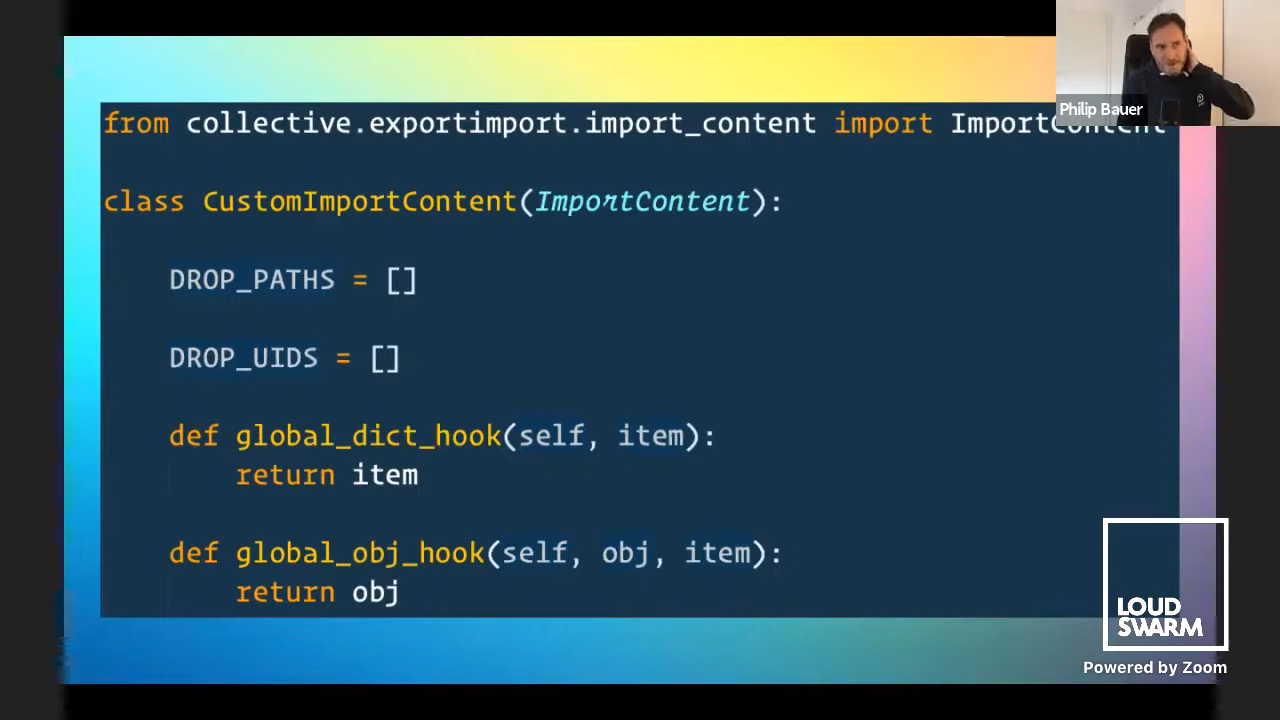 from collective.exportimport.import_content import ImportContent
class CustomImportContent(ImportContent):
DROP_PATHS = []
DROP_UIDS = []
def global_dict_hook(self, item):
return item
def global_obj_hook(self, obj, item):
return obj
Philip Bauer
LOUD
SWARM
Powered by Zoom